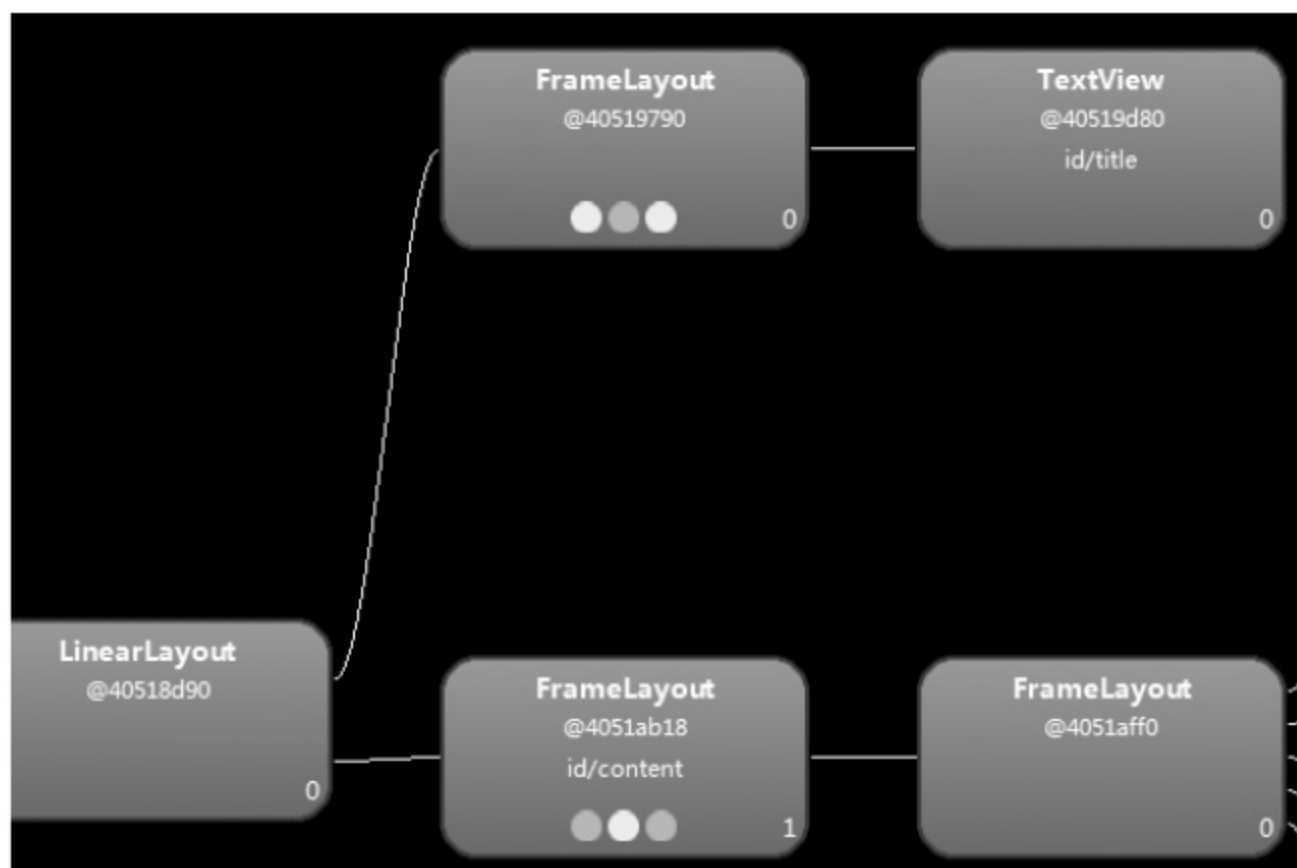 FrameLayout
@40519790
0
TextView
@40519d80
id/title
0
LinearLayout
@40518d90
0
FrameLayout
@4051ab18
id/content
1
FrameLayout
@4051aff0
0